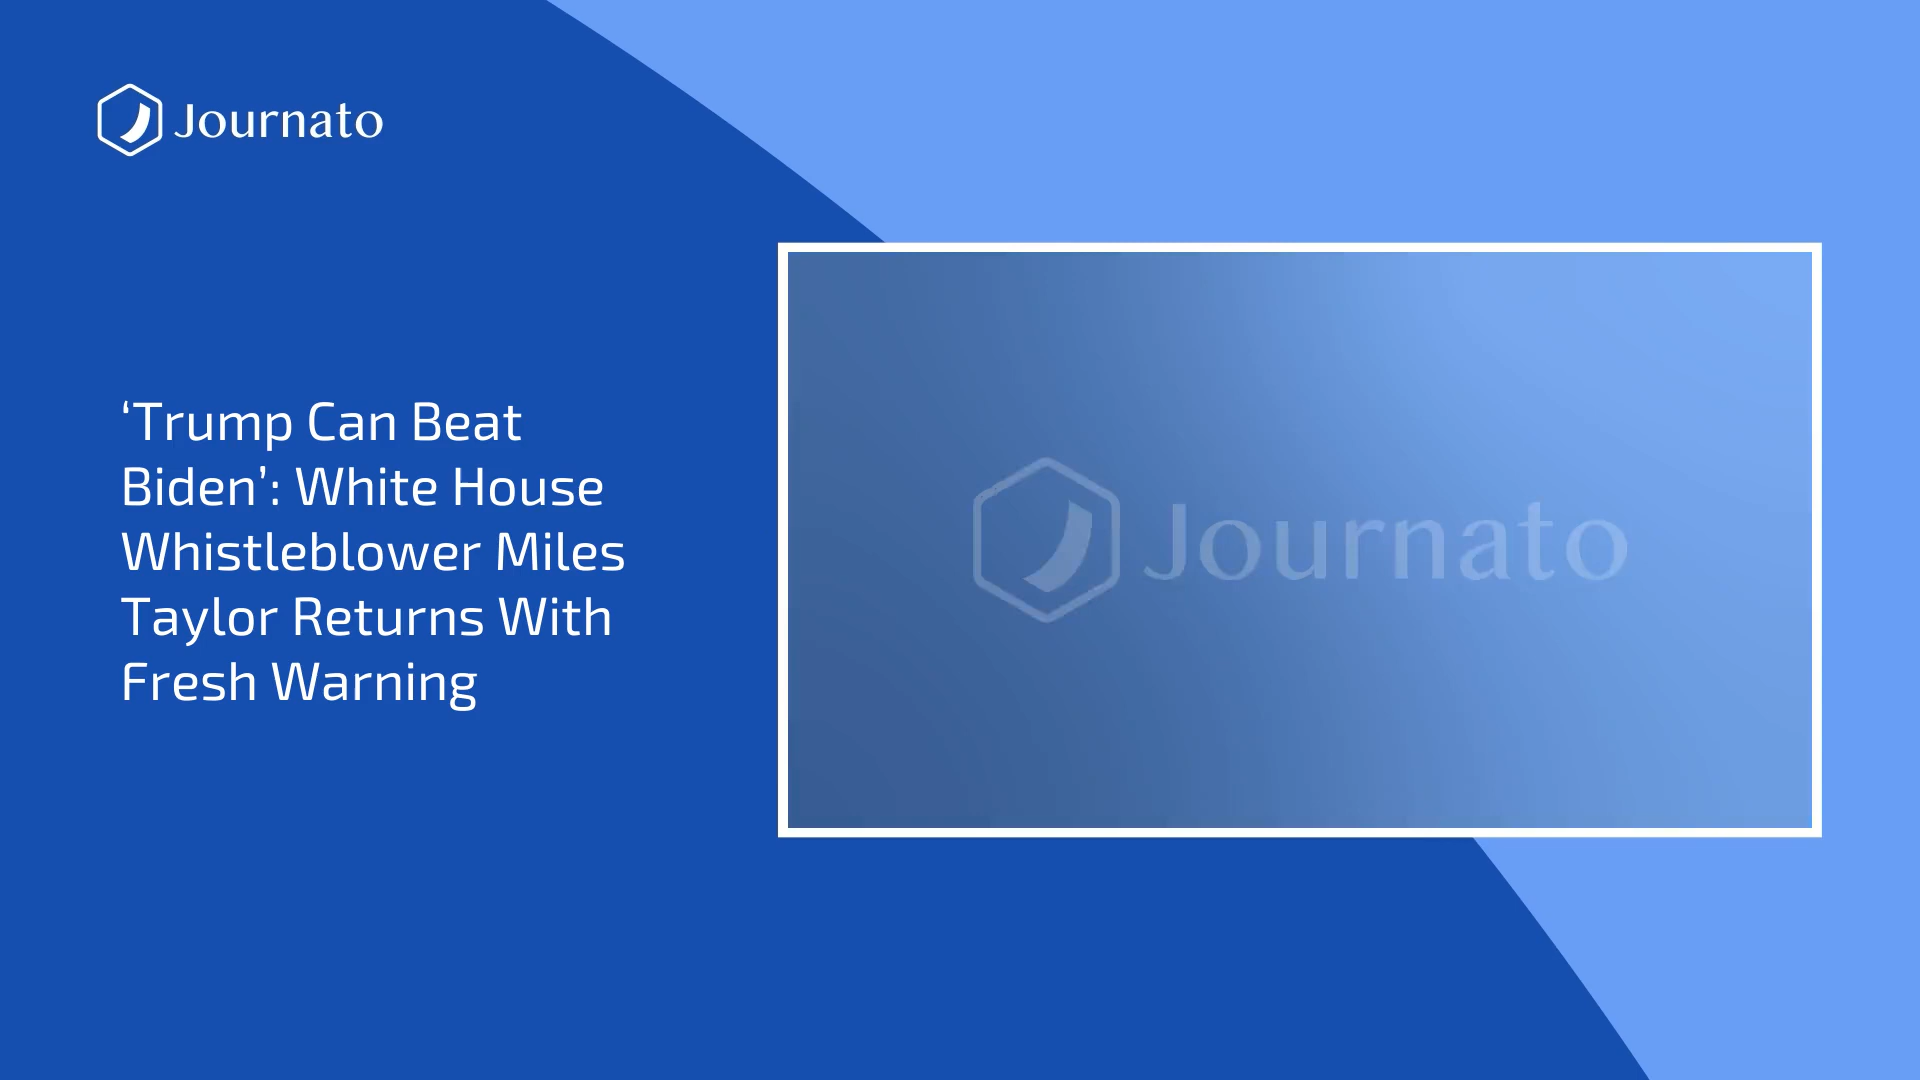 Journato
‘Trump Can Beat
Biden’: White House
Whistleblower Miles
Taylor Returns With
Fresh Warning
Journato